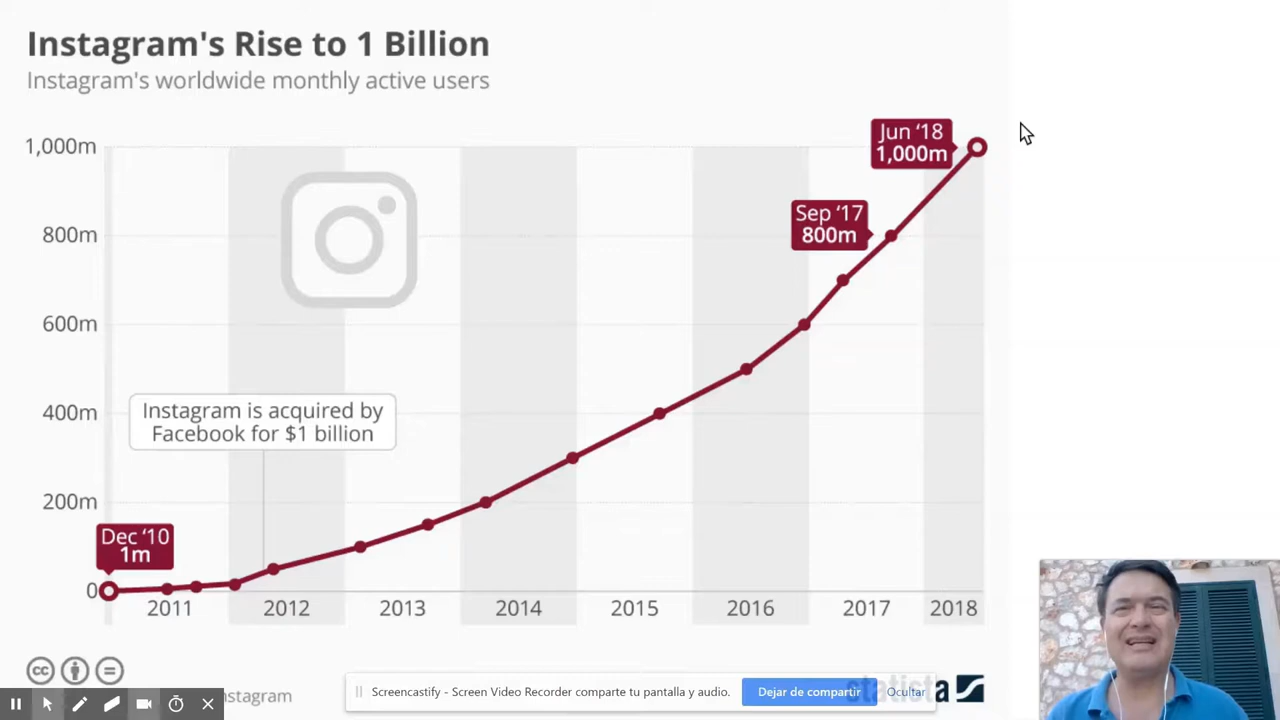 Instagram's Rise to 1 Billion
Instagram's worldwide monthly active users
1,000m
800m
600m
400m
200m
0
Jun ‘18
1,000m
Sep ‘17
800m
Instagram is acquired by
Facebook for $1 billion
Dec ‘10
1m
2011 2012 2013 2014 2015 2016 2017 2018
cc
Screencastify - Screen Video Recorder comparte tu pantalla y audio.
Dejar de compartir
Ocultar